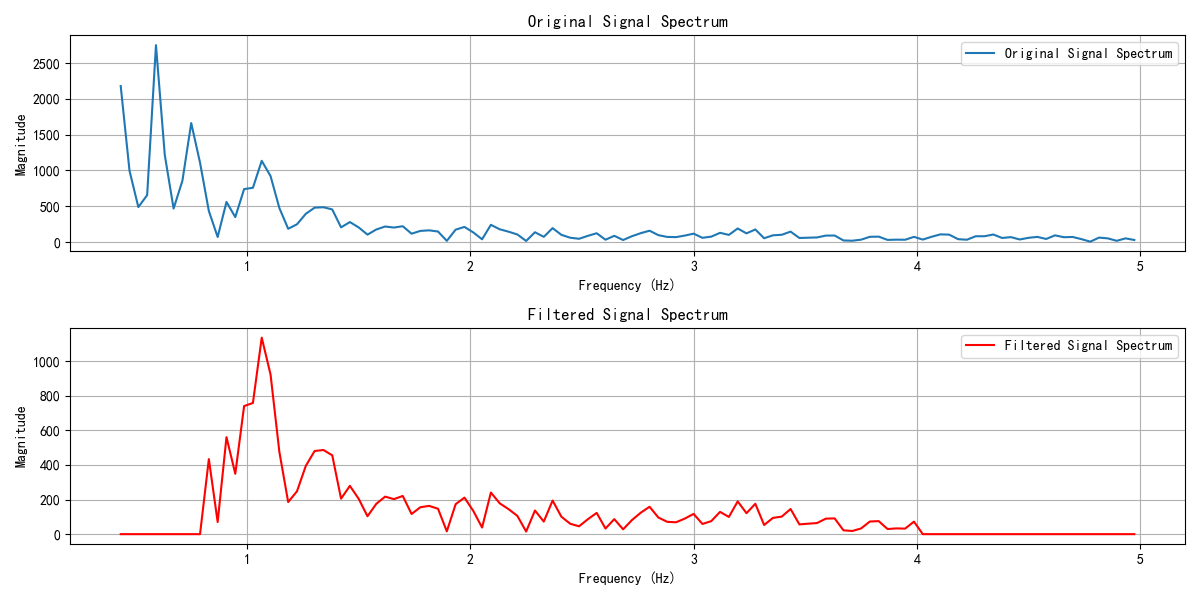 Original Signal Spectrum
Original Signal Spectrum
Magnitude
2500
2000
1500
1000
500
0
1 2 3 4 5
Frequency (Hz)
Filtered Signal Spectrum
Filtered Signal Spectrum
Magnitude
1000
800
600
400
200
0
1 2 3 4 5
Frequency (Hz)